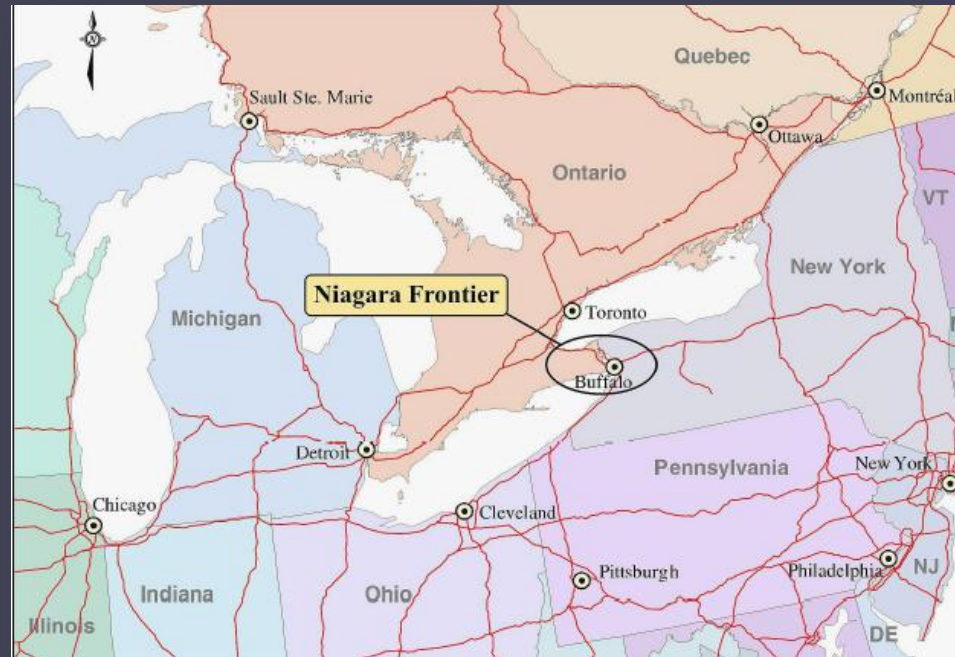 N
Quebec
Sault Ste. Marie
Montréal
Ottawa
Ontario
VT
Niagara Frontier
New York
Michigan
Toronto
Buffalo
Detroit
Pennsylvania
New York
Chicago
Cleveland
Philadelphia
NJ
Pittsburgh
Indiana
Ohio
Illinois
DE